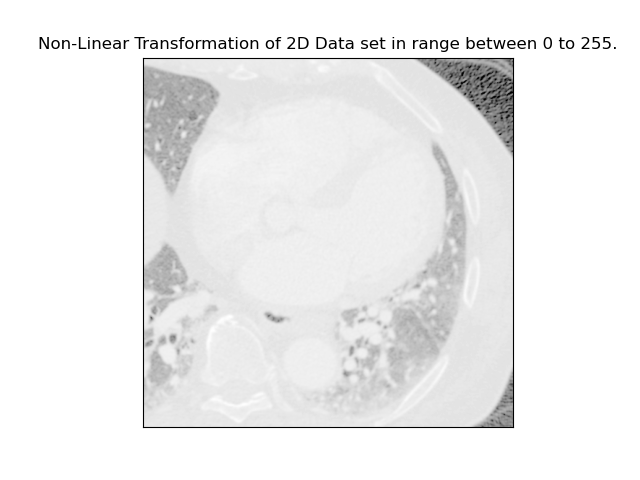 Non-Linear Transformation of 2D Data set in range between 0 to 255.